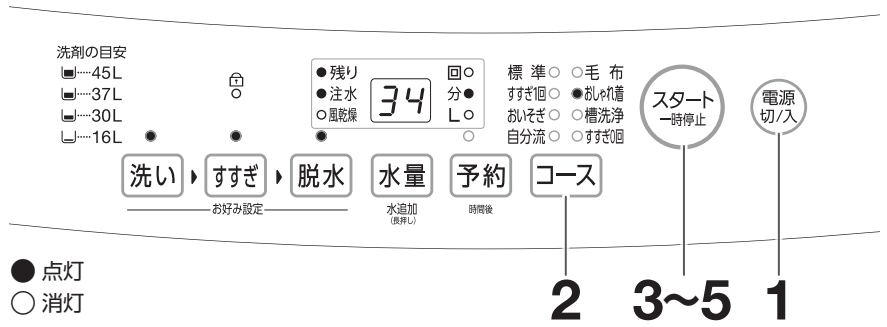 洗剤の目安
45L
37L
30L
16L
残り
注水
風乾燥
34
回
分
L
標準
すすぎ1回
おいそぎ
自分流
毛布
おしゃれ着
槽洗浄
すすぎ0回
スタート
一時停止
電源
切/入
洗い
すすぎ
脱水
水量
予約
コース
お好み設定
水追加
(長押し)
時間後
点灯
消灯
2
3~5
1